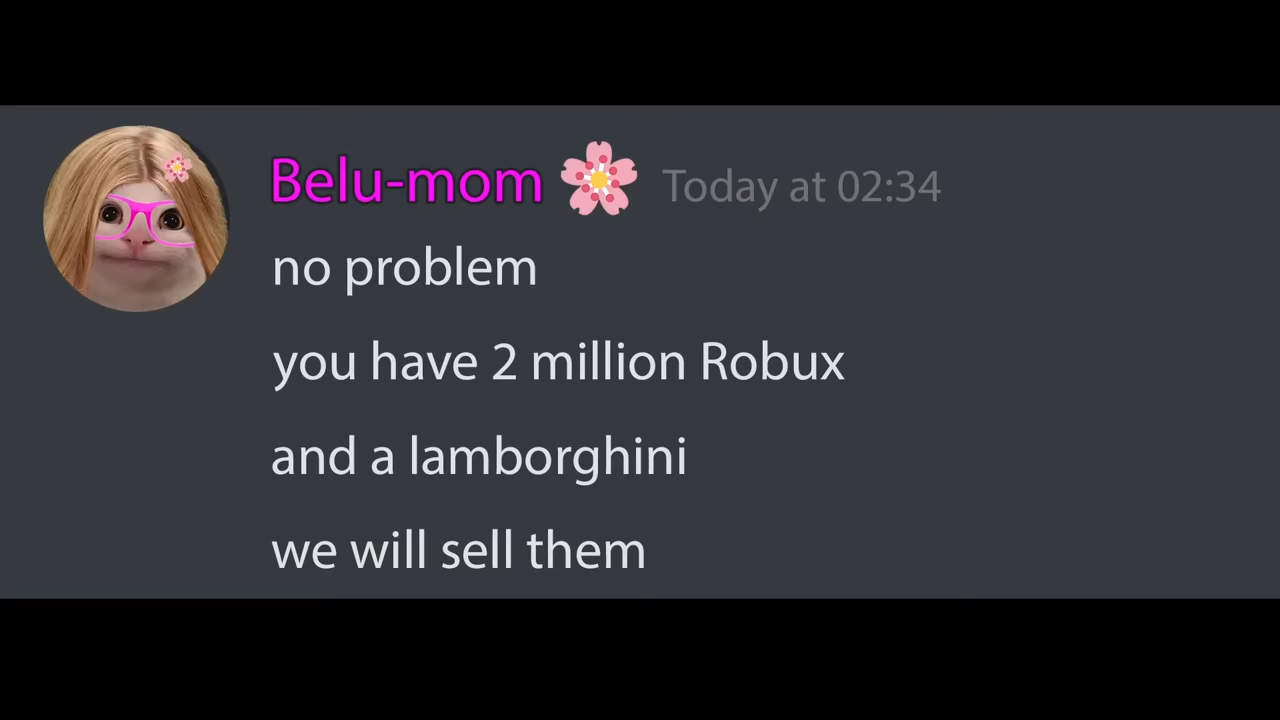 Belu-mom 🌸 Today at 02:34
no problem
you have 2 million Robux
and a lamborghini
we will sell them